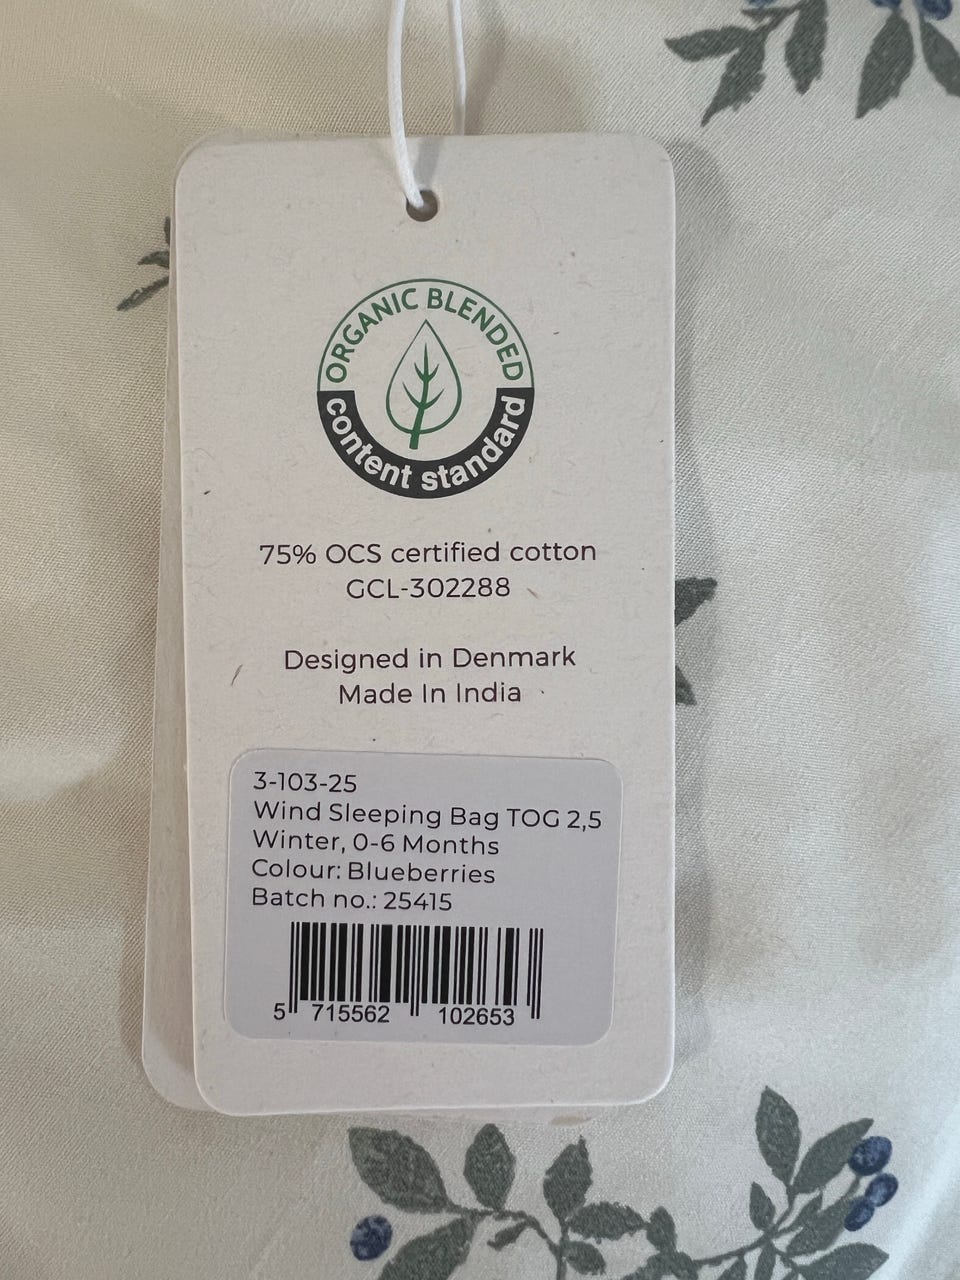 ORGANIC BLENDED
content standard
75% OCS certified cotton
GCL-302288
Designed in Denmark
Made In India
3-103-25
Wind Sleeping Bag TOG 2,5
Winter, 0-6 Months
Colour: Blueberries
Batch no.: 25415
5 715562 102653